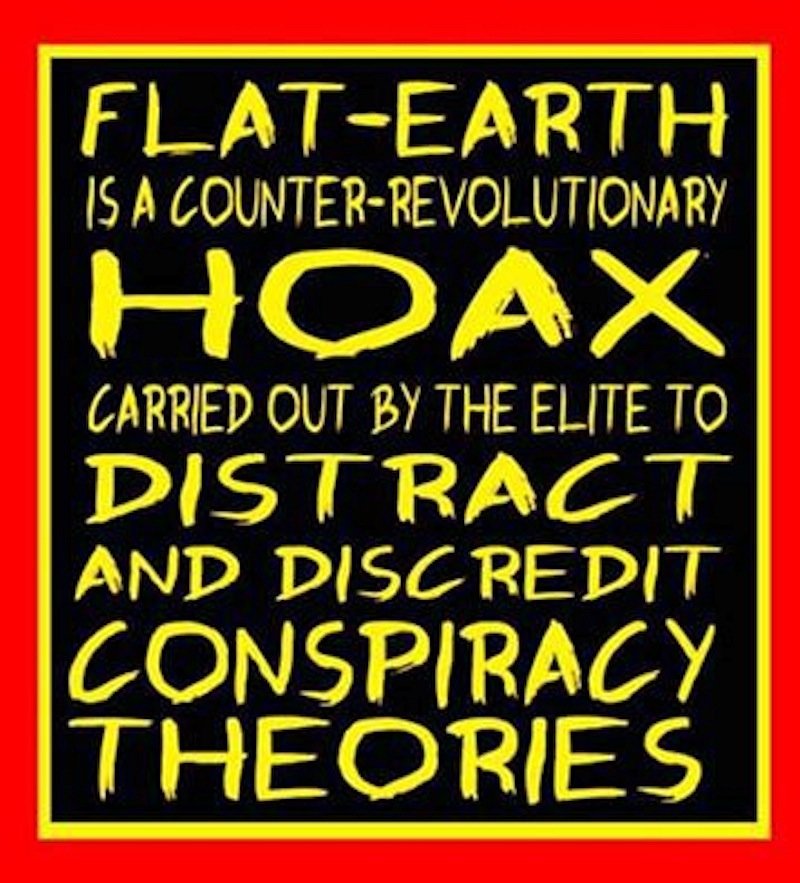 FLAT-EARTH
IS A COUNTER-REVOLUTIONARY
HOAX
CARRIED OUT BY THE ELITE TO
DISTRACT
AND DISCREDIT
CONSPIRACY
THEORIES